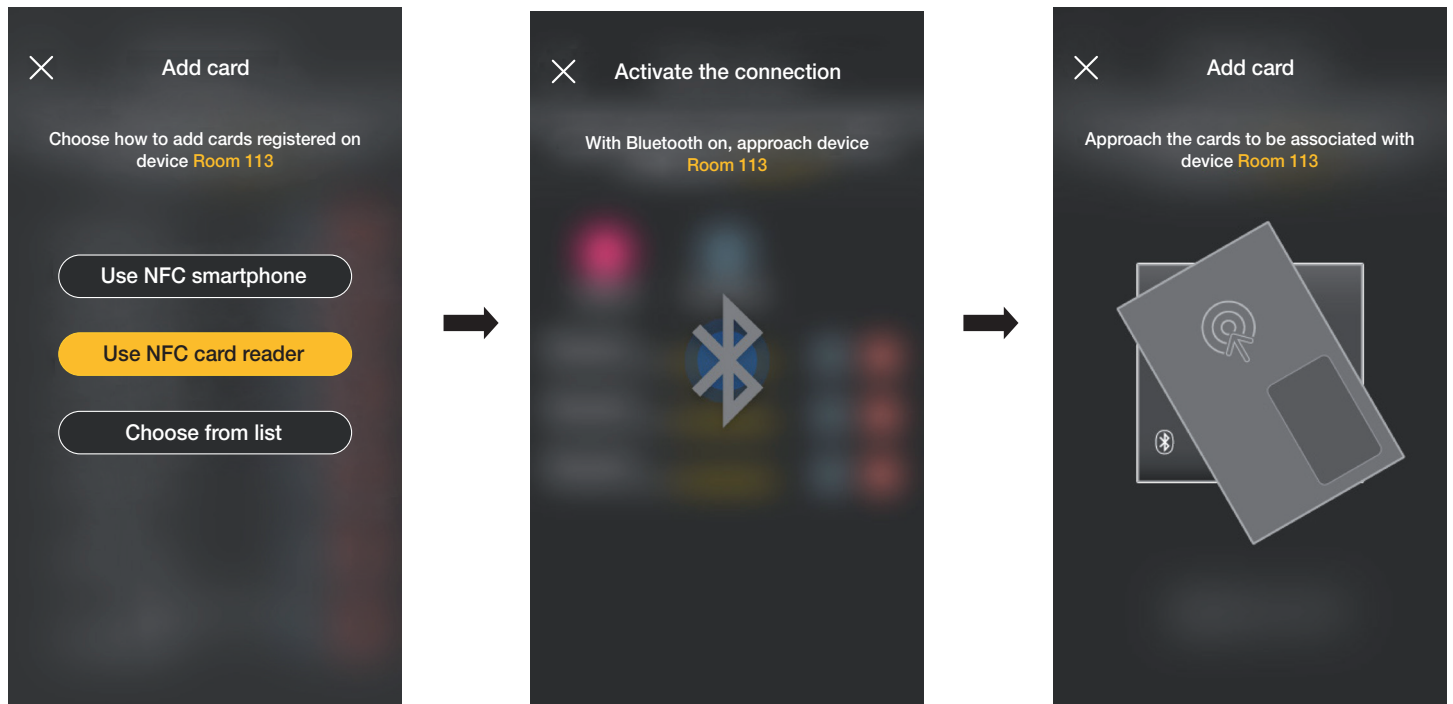 Add card
Choose how to add cards registered on
device Room 113
Use NFC smartphone
Use NFC card reader
Choose from list
Activate the connection
With Bluetooth on, approach device
Room 113
Add card
Approach the cards to be associated with
device Room 113